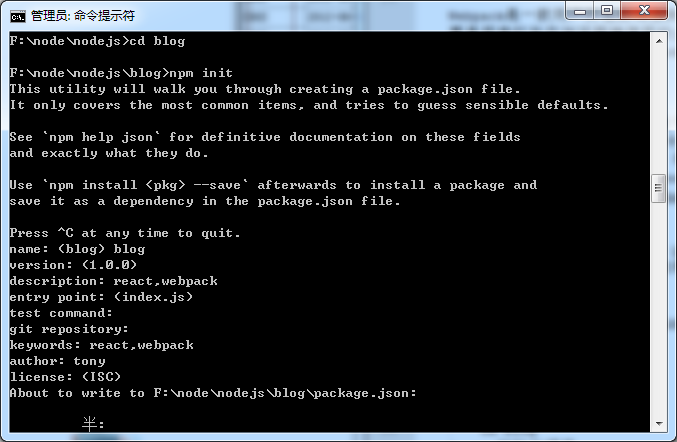 管理员: 命令提示符
F:\node\nodejs>cd blog
F:\node\nodejs\blog>npm init
This utility will walk you through creating a package.json file.
It only covers the most common items, and tries to guess sensible defaults.
See `npm help json` for definitive documentation on these fields
and exactly what they do.
Use `npm install <pkg> --save` afterwards to install a package and
save it as a dependency in the package.json file.
Press ^C at any time to quit.
name: (blog) blog
version: (1.0.0)
description: react,webpack
entry point: (index.js)
test command:
git repository:
keywords: react,webpack
author: tony
license: (ISC)
About to write to F:\node\nodejs\blog\package.json:
半: